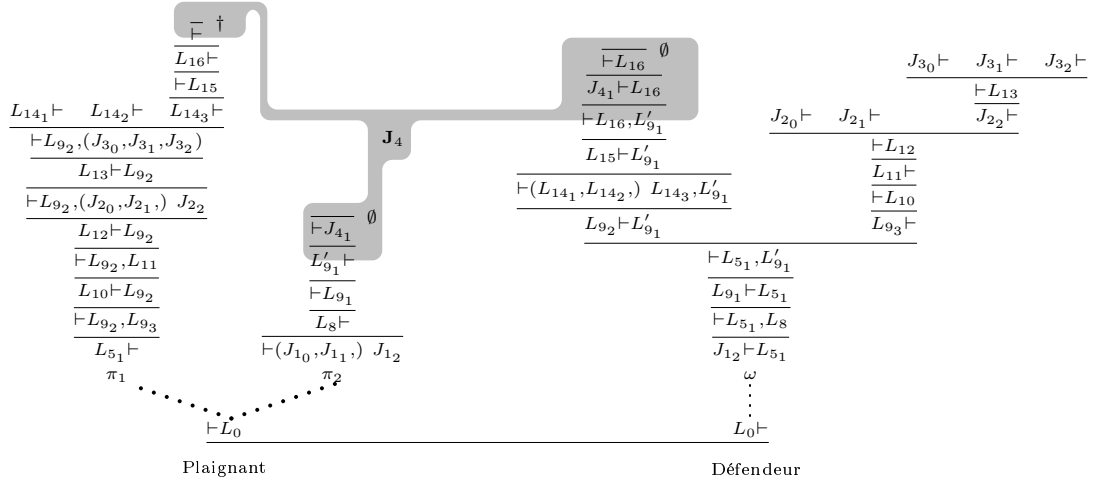 ⊢ †
L₁₆⊢
⊢L₁₅
L₁₄₁⊢ L₁₄₂⊢ L₁₄₃⊢
⊢L₉₂,(J₃₀,J₃₁,J₃₂)
L₁₃⊢L₉₂
⊢L₉₂,(J₂₀,J₂₁,) J₂₂
L₁₂⊢L₉₂
⊢L₉₂,L₁₁
L₁₀⊢L₉₂
⊢L₉₂,L₉₃
L₅₁⊢
π₁
J₄
⊢J₄₁ ∅
L′₉₁⊢
⊢L₉₁
L₈⊢
⊢(J₁₀,J₁₁,) J₁₂
π₂
⊢L₁₆ ∅
J₄₁⊢L₁₆
⊢L₁₆,L′₉₁
L₁₅⊢L′₉₁
⊢(L₁₄₁,L₁₄₂,) L₁₄₃,L′₉₁
L₉₂⊢L′₉₁
J₃₀⊢ J₃₁⊢ J₃₂⊢
⊢L₁₃
J₂₀⊢ J₂₁⊢ J₂₂⊢
⊢L₁₂
L₁₁⊢
⊢L₁₀
L₉₃⊢
⊢L₅₁,L′₉₁
L₉₁⊢L₅₁
⊢L₅₁,L₈
J₁₂⊢L₅₁
ω
⊢L₀ L₀⊢
Plaignant Défendeur